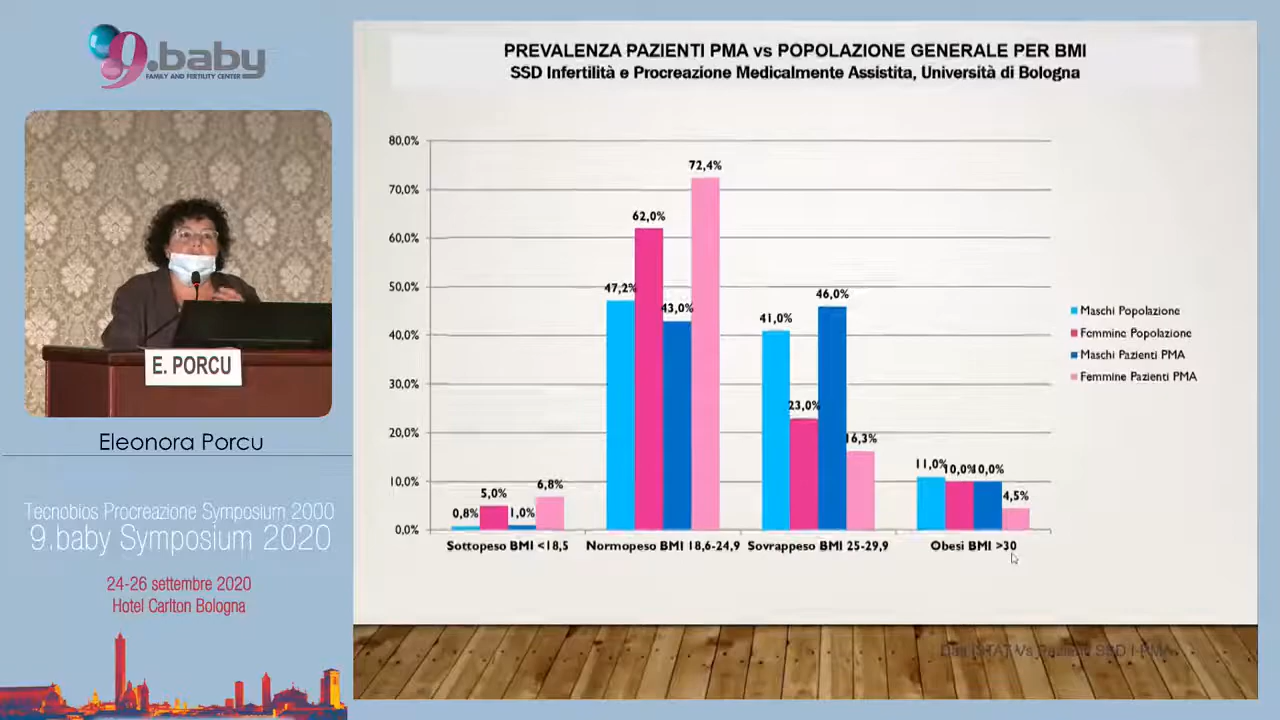 9.baby
FAMILY AND FERTILITY CENTER
E. PORCU
Eleonora Porcu
Tecnobios Procreazione Symposium 2000
9.baby Symposium 2020
24-26 settembre 2020
Hotel Carlton Bologna
PREVALENZA PAZIENTI PMA vs POPOLAZIONE GENERALE PER BMI
SSD Infertilità e Procreazione Medicalmente Assistita, Università di Bologna
80,0%
70,0%
60,0%
50,0%
40,0%
30,0%
20,0%
10,0%
0,0%
0,8% 5,0% 1,0% 6,8%
47,2% 62,0% 43,0% 72,4%
41,0% 23,0% 46,0% 16,3%
11,0% 10,0% 10,0% 4,5%
Sottopeso BMI <18,5 Normopeso BMI 18,6-24,9 Sovrappeso BMI 25-29,9 Obesi BMI >30
Maschi Popolazione
Femmine Popolazione
Maschi Pazienti PMA
Femmine Pazienti PMA
ISTAT Vs Pazienti SSD